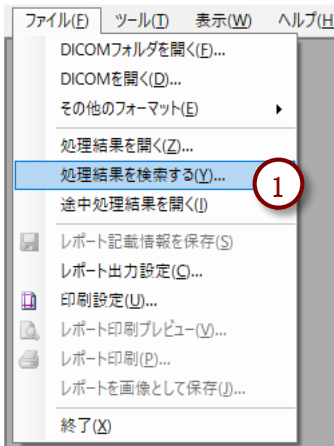 ファイル(F) ツール(T) 表示(W) ヘルプ(H
DICOMフォルダを開く(F)...
DICOMを開く(D)...
その他のフォーマット(E)
処理結果を開く(Z)...
処理結果を検索する(Y)...
1
途中処理結果を開く(I)
レポート記載情報を保存(S)
レポート出力設定(C)...
印刷設定(U)...
レポート印刷プレビュー(V)...
レポート印刷(P)...
レポートを画像として保存(J)...
終了(X)